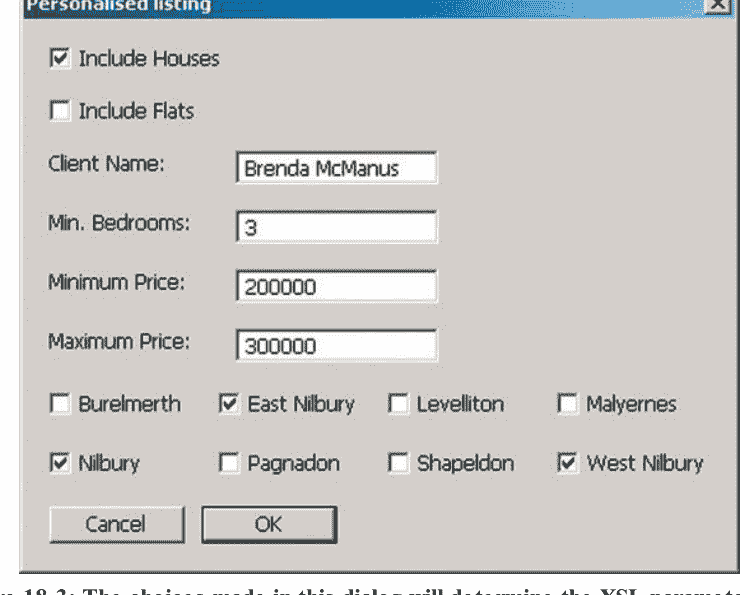 Personalised listing
Include Houses
Include Flats
Client Name: Brenda McManus
Min. Bedrooms: 3
Minimum Price: 200000
Maximum Price: 300000
Burelmerth East Nilbury Levelliton Malyernes
Nilbury Pagnadon Shapeldon West Nilbury
Cancel OK
18-3: The choices made in this dialog will determine the XSL